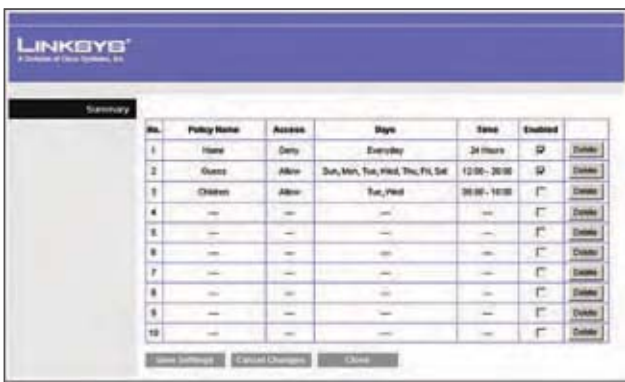 LINKSYS®
A Division of Cisco Systems, Inc.
Summary
No. Policy Name Access Days Time Enabled
1 Home Deny Everyday 24 Hours Delete
2 Guess Allow Sun, Mon, Tue, Wed, Thu, Fri, Sat 12:00 - 20:00 Delete
3 Children Allow Tue, Wed Delete
4 --- --- --- --- Delete
5 --- --- --- --- Delete
6 --- --- --- --- Delete
7 --- --- --- --- Delete
8 --- --- --- --- Delete
9 --- --- --- --- Delete
10 --- --- --- --- Delete
Save Settings Cancel Changes Close